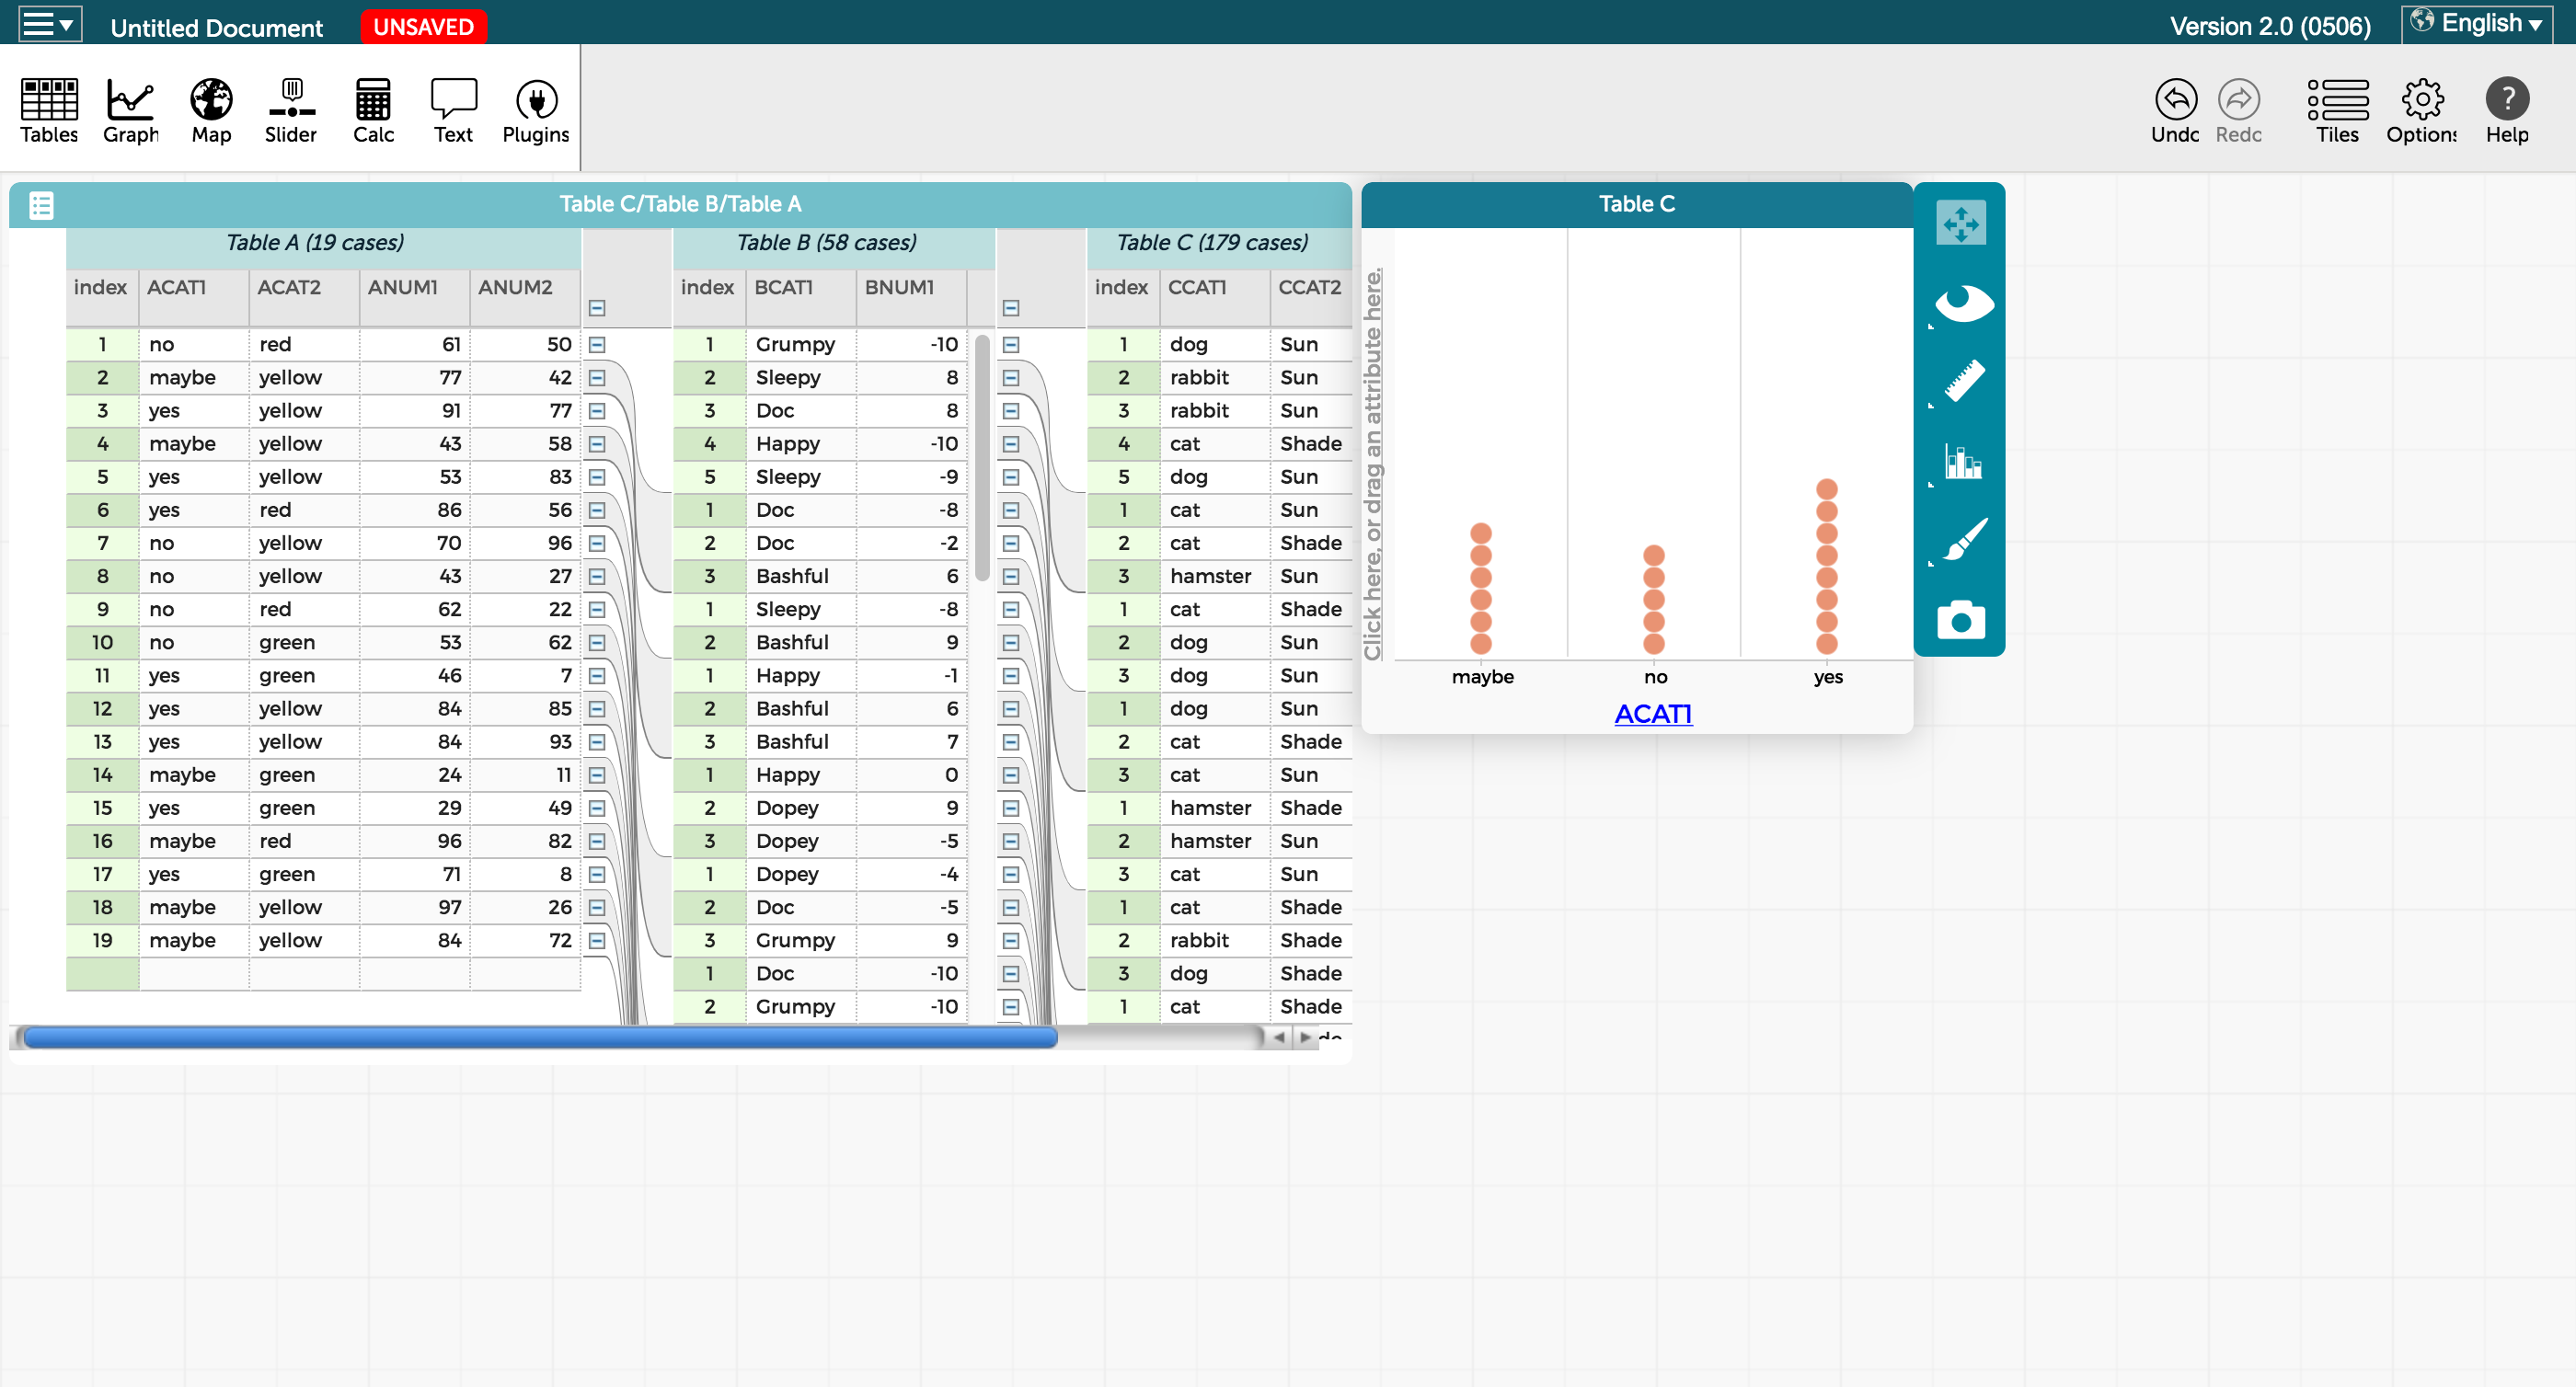 Untitled Document UNSAVED Version 2.0 (0506) English
Tables Graph Map Slider Calc Text Plugins Undo Redo Tiles Options Help
Table C/Table B/Table A
Table A (19 cases) Table B (58 cases) Table C (179 cases)
index ACAT1 ACAT2 ANUM1 ANUM2 index BCAT1 BNUM1 index CCAT1 CCAT2
1 no red 61 50 1 Grumpy -10 1 dog Sun
2 maybe yellow 77 42 2 Sleepy 8 2 rabbit Sun
3 yes yellow 91 77 3 Doc 8 3 rabbit Sun
4 maybe yellow 43 58 4 Happy -10 4 cat Shade
5 yes yellow 53 83 5 Sleepy -9 5 dog Sun
6 yes red 86 56 1 Doc -8 1 cat Sun
7 no yellow 70 96 2 Doc -2 2 cat Shade
8 no yellow 43 27 3 Bashful 6 3 hamster Sun
9 no red 62 22 1 Sleepy -8 1 cat Shade
10 no green 53 62 2 Bashful 9 2 dog Sun
11 yes green 46 7 1 Happy -1 3 dog Sun
12 yes yellow 84 85 2 Bashful 6 1 dog Sun
13 yes yellow 84 93 3 Bashful 7 2 cat Shade
14 maybe green 24 11 1 Happy 0 3 cat Sun
15 yes green 29 49 2 Dopey 9 1 hamster Shade
16 maybe red 96 82 3 Dopey -5 2 hamster Sun
17 yes green 71 8 1 Dopey -4 3 cat Sun
18 maybe yellow 97 26 2 Doc -5 1 cat Shade
19 maybe yellow 84 72 3 Grumpy 9 2 rabbit Shade
1 Doc -10 3 dog Shade
2 Grumpy -10 1 cat Shade
Table C
Click here, or drag an attribute here.
maybe no yes
ACAT1